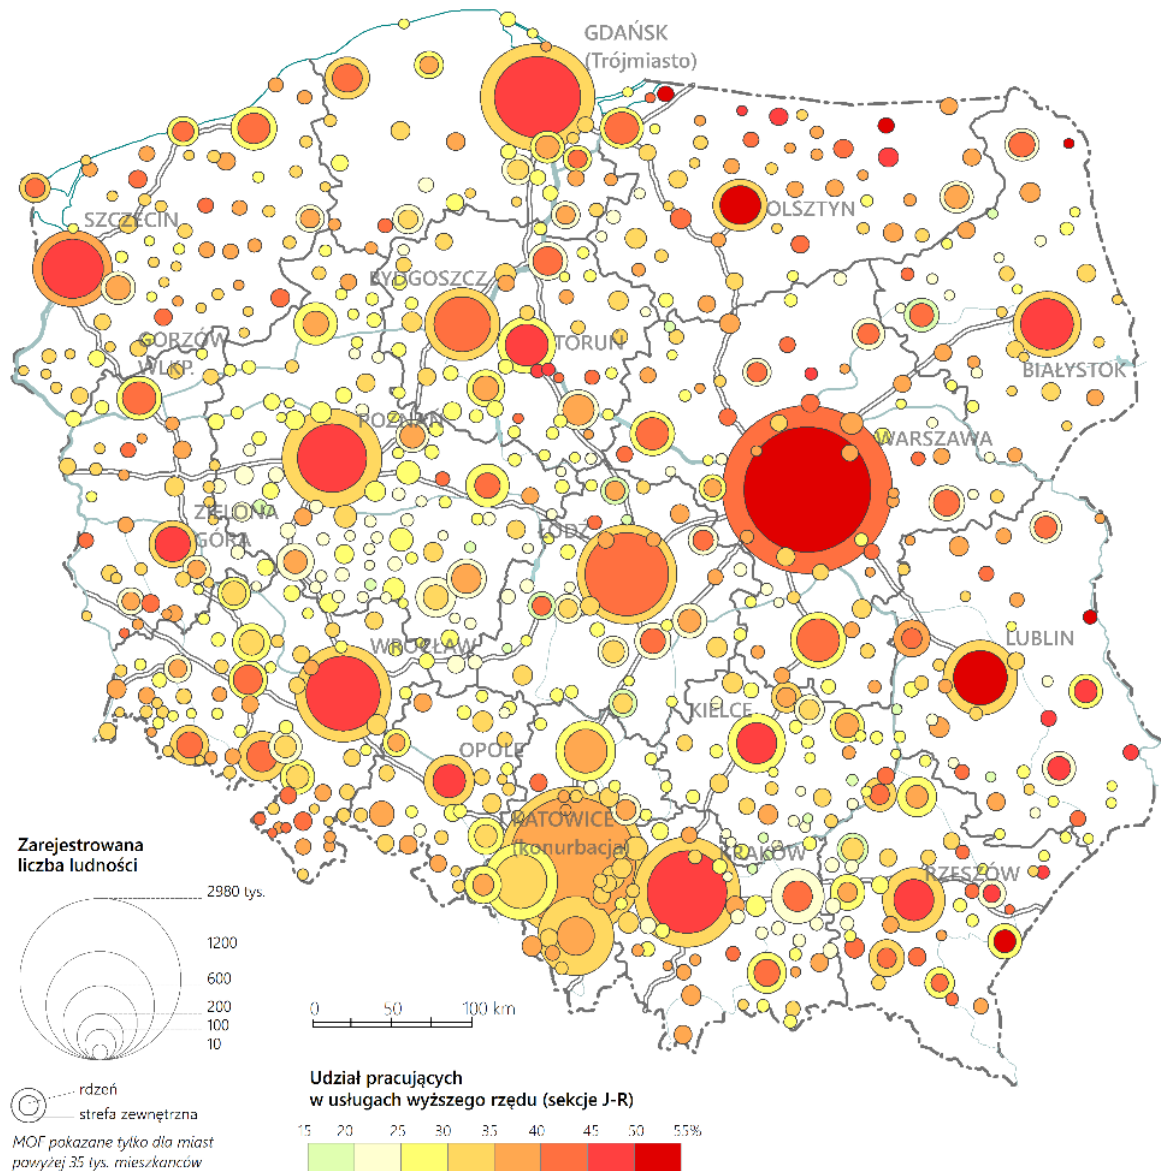 GDAŃSK
(Trójmiasto)
OLSZTYN
SZCZECIN
BYDGOSZCZ
GORZÓW
WLKP.
TORUŃ
BIAŁYSTOK
POZNAŃ
WARSZAWA
ZIELONA
GÓRA
ŁÓDŹ
WROCŁAW
LUBLIN
KIELCE
OPOLE
KATOWICE
(konurbacja)
KRAKÓW
RZESZÓW
Zarejestrowana
liczba ludności
2980 tys.
1200
600
200
100
10
rdzeń
strefa zewnętrzna
MOF pokazane tylko dla miast
powyżej 35 tys. mieszkańców
0 50 100 km
Udział pracujących
w usługach wyższego rzędu (sekcje J-R)
15 20 25 30 35 40 45 50 55%